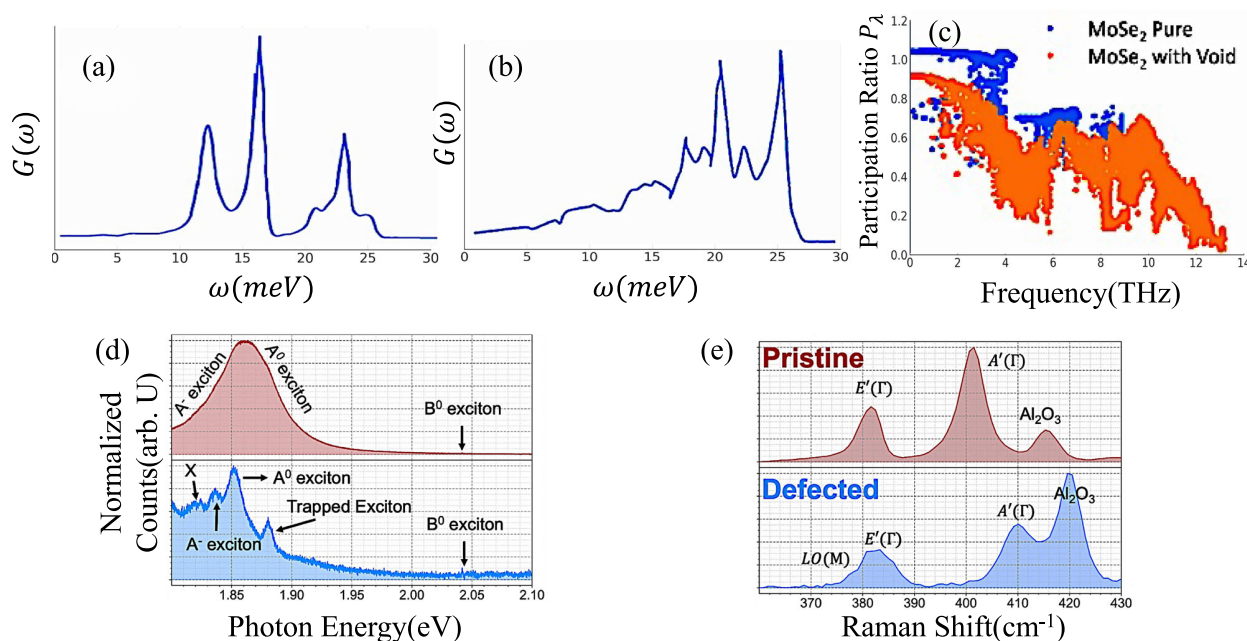 (a)
G(ω)
0 5 10 15 20 25 30
ω(meV)
(b)
G(ω)
0 5 10 15 20 25 30
ω(meV)
(c)
Participation Ratio Pλ
1.2
1.0
0.8
0.6
0.4
0.2
0.0
MoSe₂ Pure
MoSe₂ with Void
0 2 4 6 8 10 12 14
Frequency(THz)
(d)
Normalized
Counts(arb. U)
A⁻ exciton
A⁰ exciton
B⁰ exciton
X
A⁰ exciton
Trapped Exciton
A⁻ exciton
B⁰ exciton
1.85 1.90 1.95 2.00 2.05 2.10
Photon Energy(eV)
(e)
Pristine
E′(Γ)
A′(Γ)
Al₂O₃
Defected
LO(M)
E′(Γ)
A′(Γ)
Al₂O₃
370 380 390 400 410 420 430
Raman Shift(cm⁻¹)